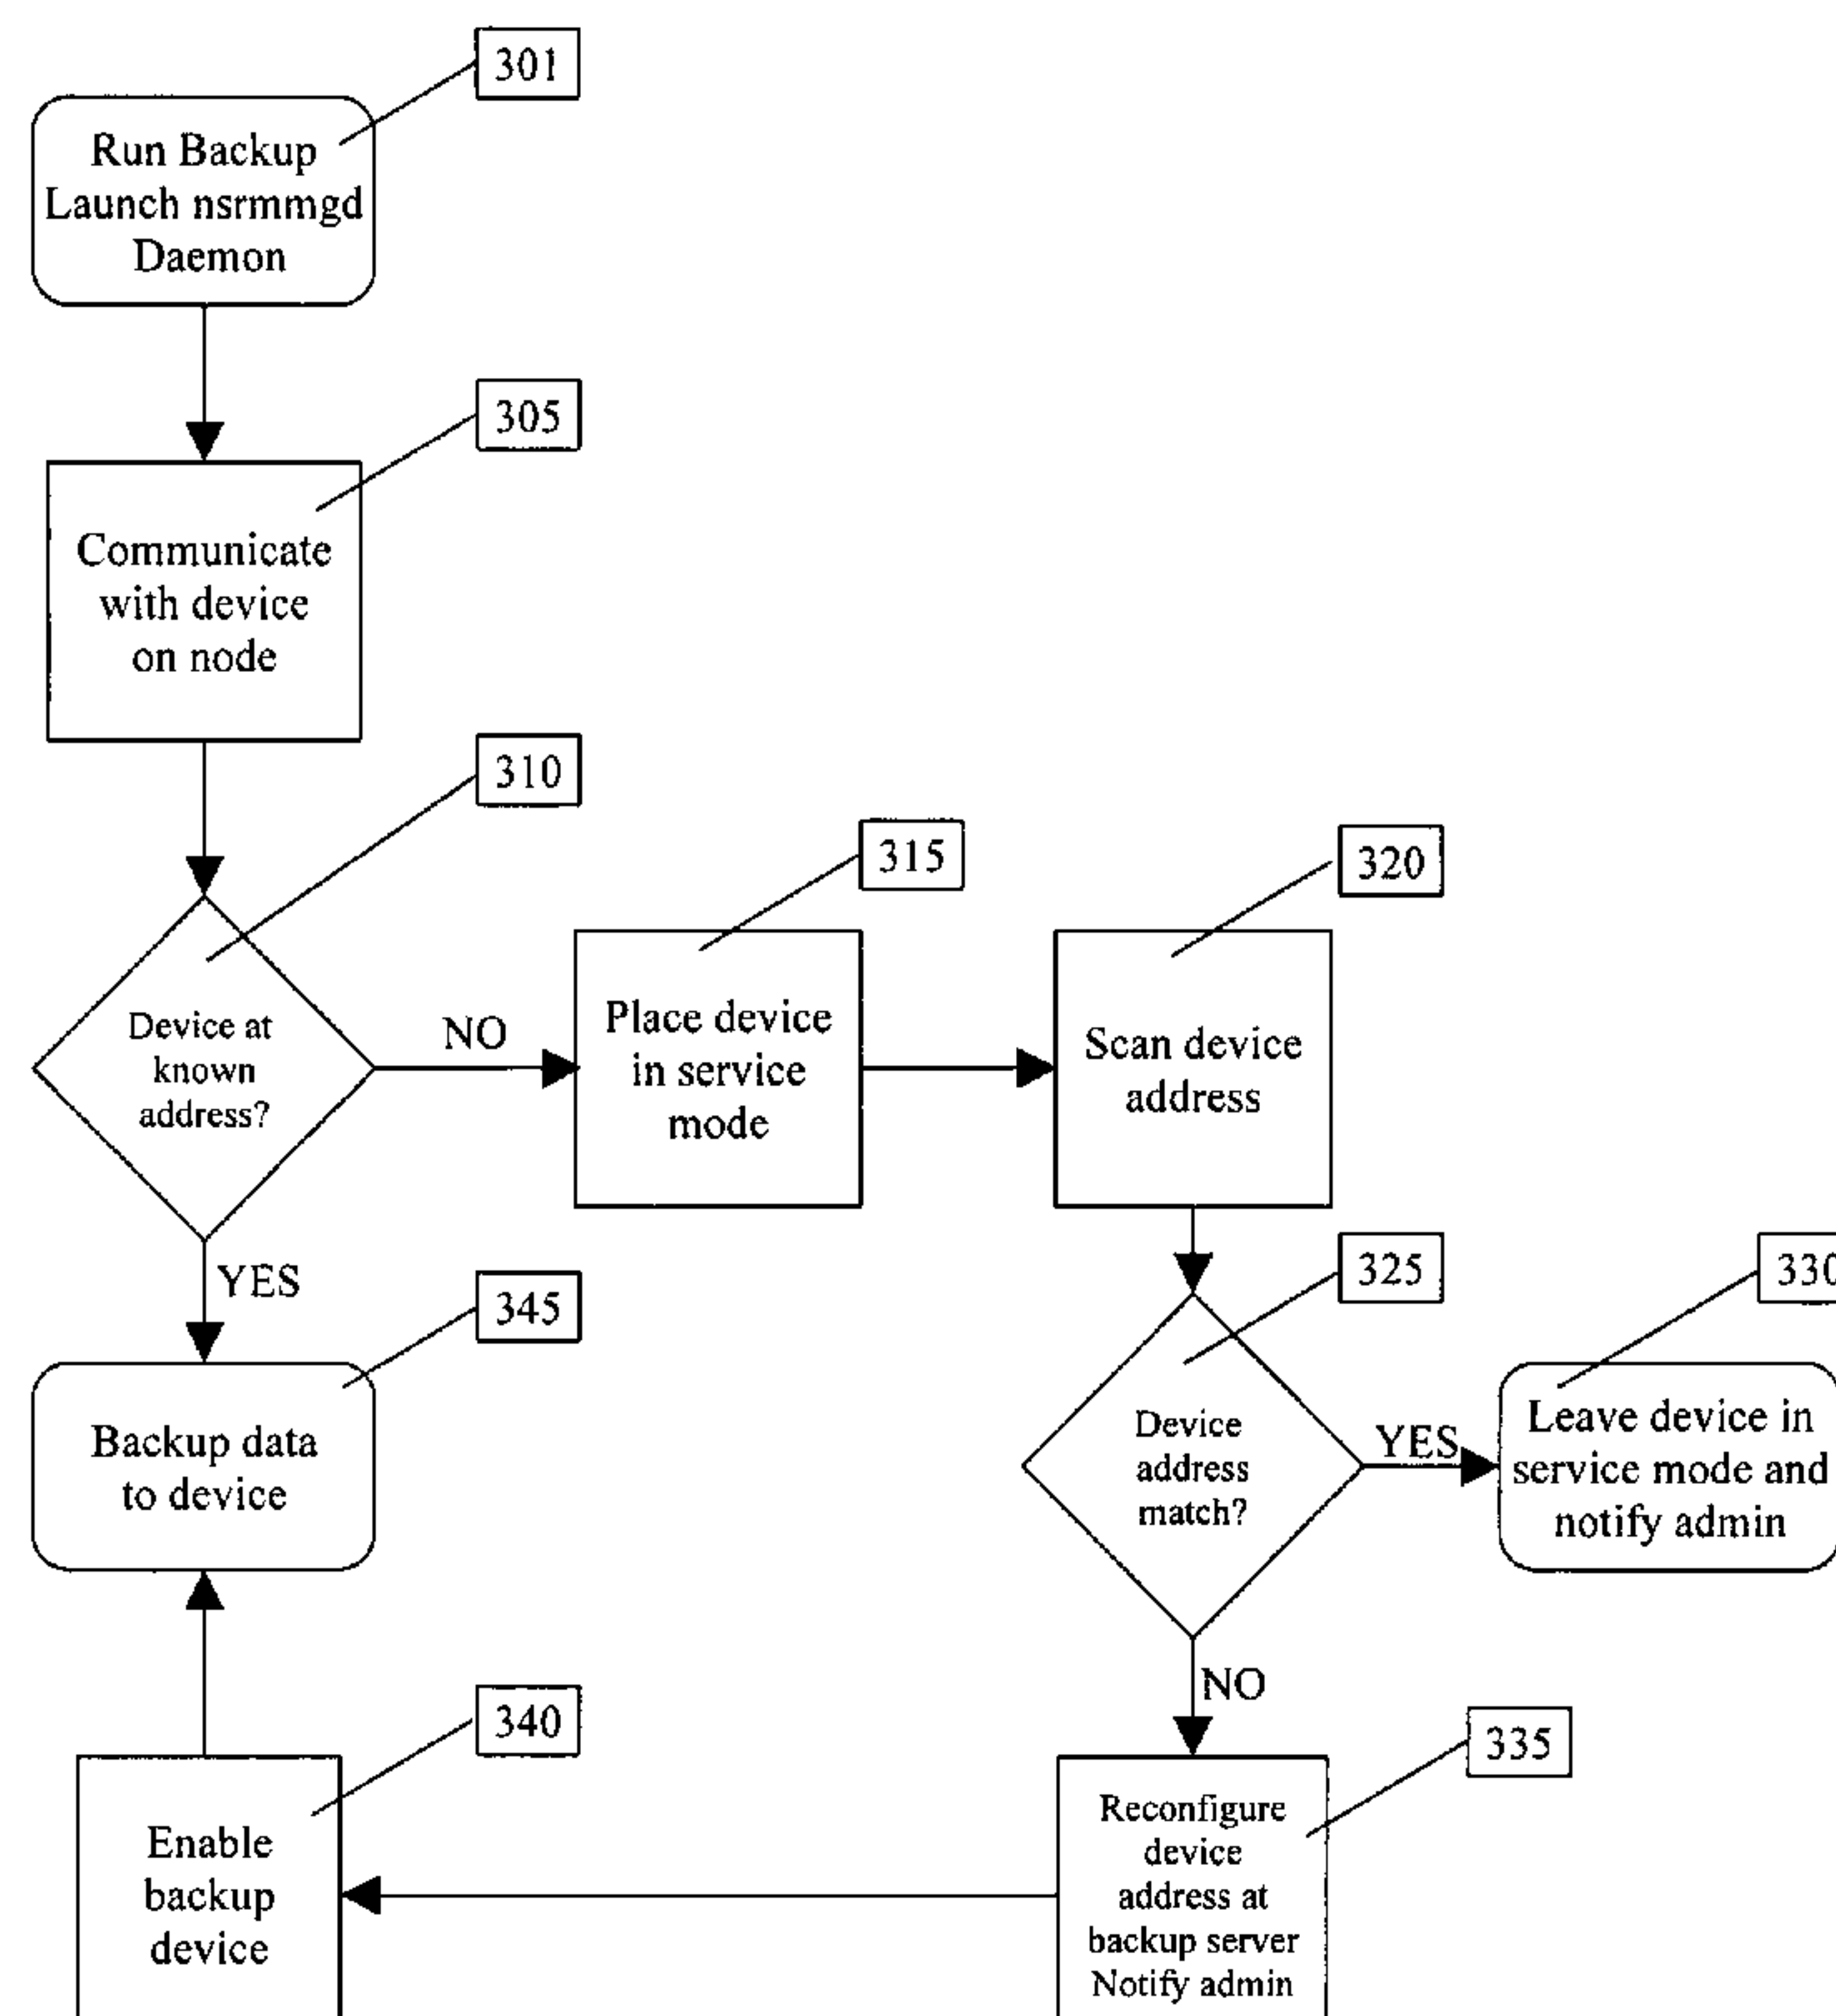 301
Run Backup
Launch nsrmmgd
Daemon
305
Communicate
with device
on node
310
Device at
known
address?
NO
YES
315
Place device
in service
mode
320
Scan device
address
325
Device
address
match?
YES
NO
330
Leave device in
service mode and
notify admin
335
Reconfigure
device
address at
backup server
Notify admin
340
Enable
backup
device
345
Backup data
to device